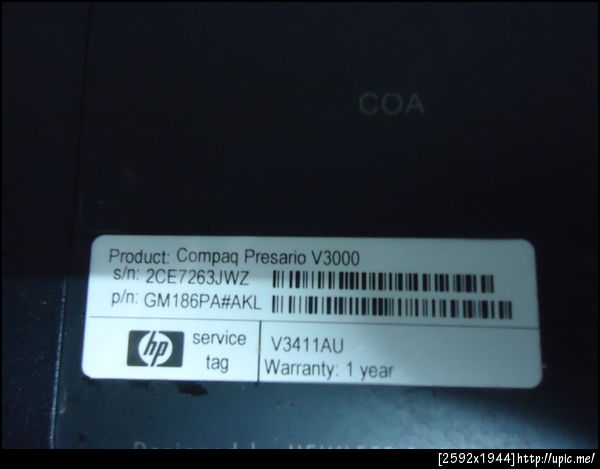 COA
Product: Compaq Presario V3000
s/n: 2CE7263JWZ
p/n: GM186PA#AKL
hp service tag
V3411AU
Warranty: 1 year
[2592x1944]http://upic.me/